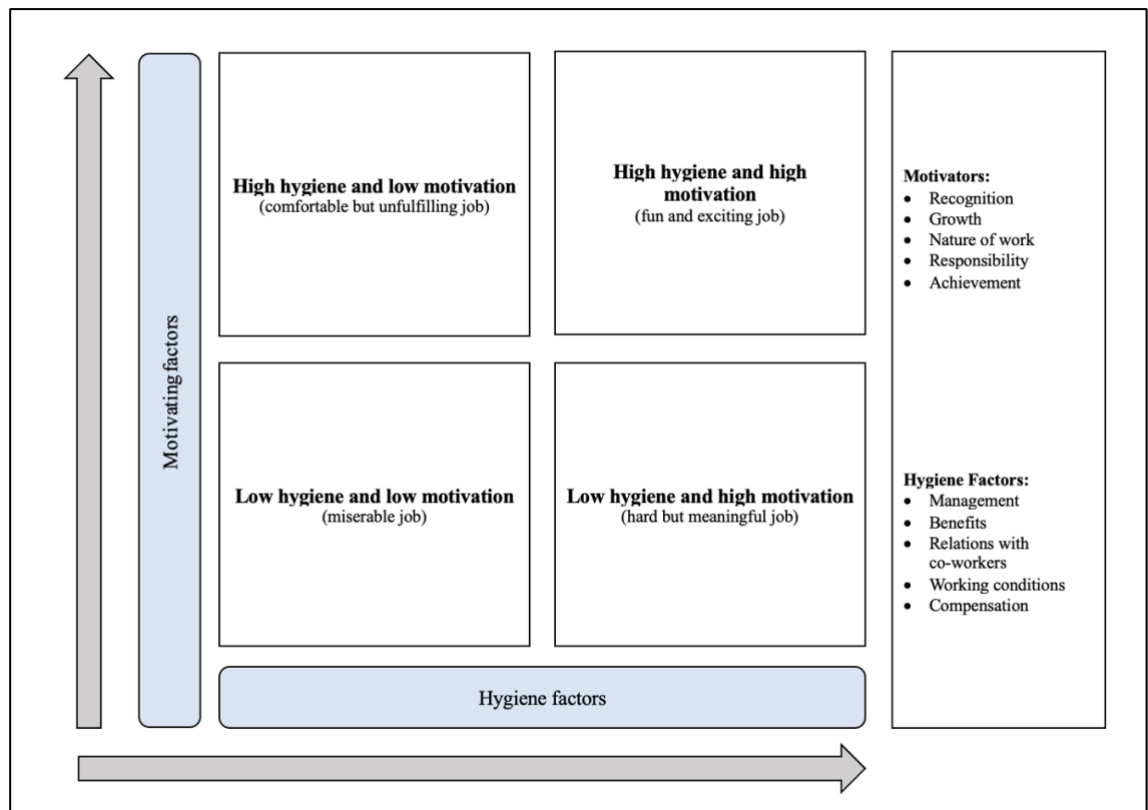 Motivating factors
High hygiene and low motivation
(comfortable but unfulfilling job)
High hygiene and high
motivation
(fun and exciting job)
Low hygiene and low motivation
(miserable job)
Low hygiene and high motivation
(hard but meaningful job)
Hygiene factors
Motivators:
• Recognition
• Growth
• Nature of work
• Responsibility
• Achievement
Hygiene Factors:
• Management
• Benefits
• Relations with
co-workers
• Working conditions
• Compensation